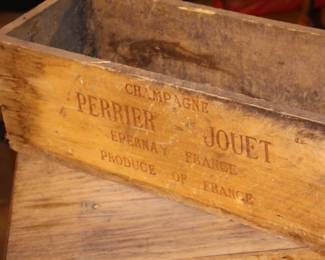 CHAMPAGNE
PERRIER - JOUET
EPERNAY FRANCE
PRODUCE OF FRANCE